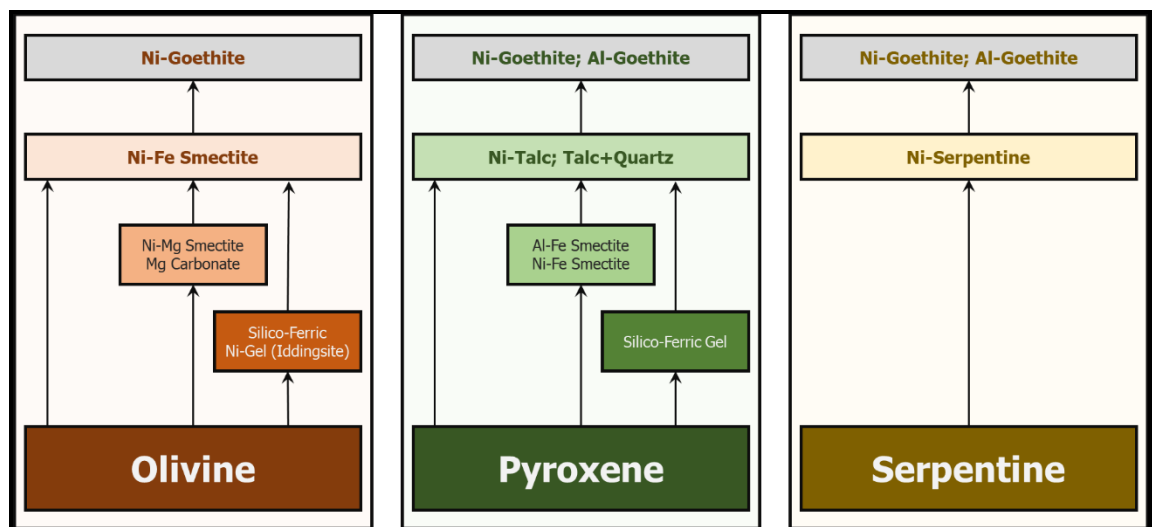 Ni-Goethite
Ni-Fe Smectite
Ni-Mg Smectite
Mg Carbonate
Silico-Ferric
Ni-Gel (Iddingsite)
Olivine
Ni-Goethite; Al-Goethite
Ni-Talc; Talc+Quartz
Al-Fe Smectite
Ni-Fe Smectite
Silico-Ferric Gel
Pyroxene
Ni-Goethite; Al-Goethite
Ni-Serpentine
Serpentine